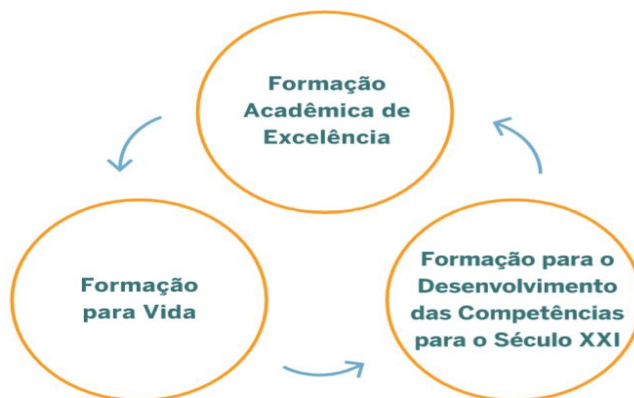 Formação
Acadêmica de
Excelência
Formação
para Vida
Formação para o
Desenvolvimento
das Competências
para o Século XXI